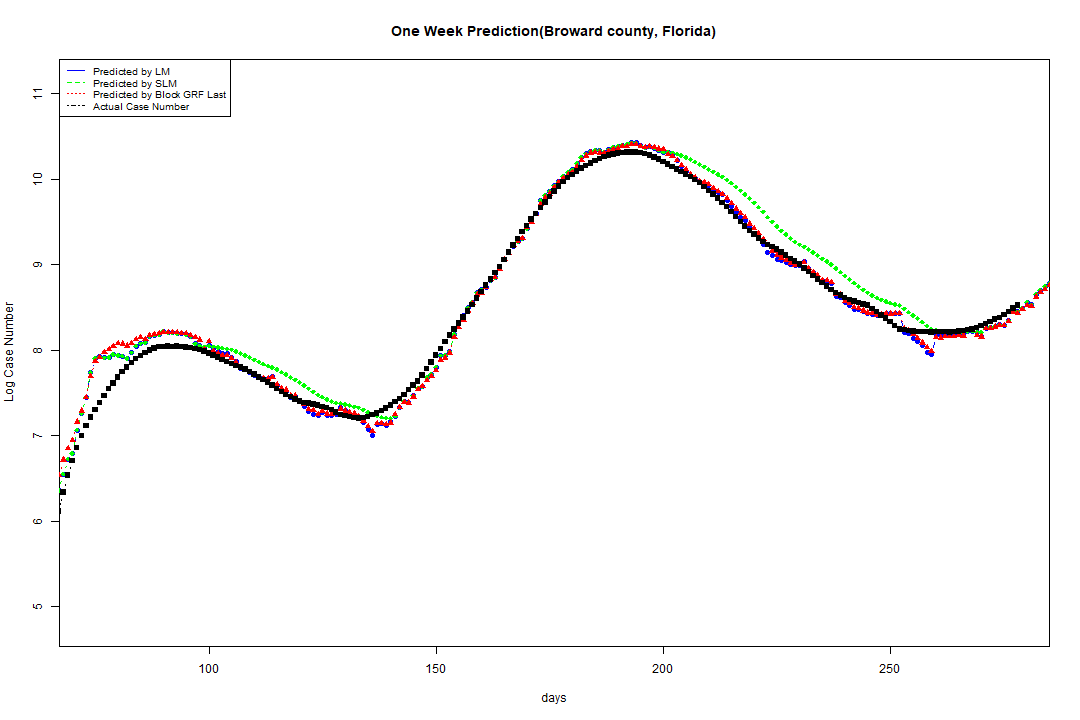 One Week Prediction(Broward county, Florida)
Predicted by LM
Predicted by SLM
Predicted by Block GRF Last
Actual Case Number
11
10
9
8
7
6
5
Log Case Number
100 150 200 250
days